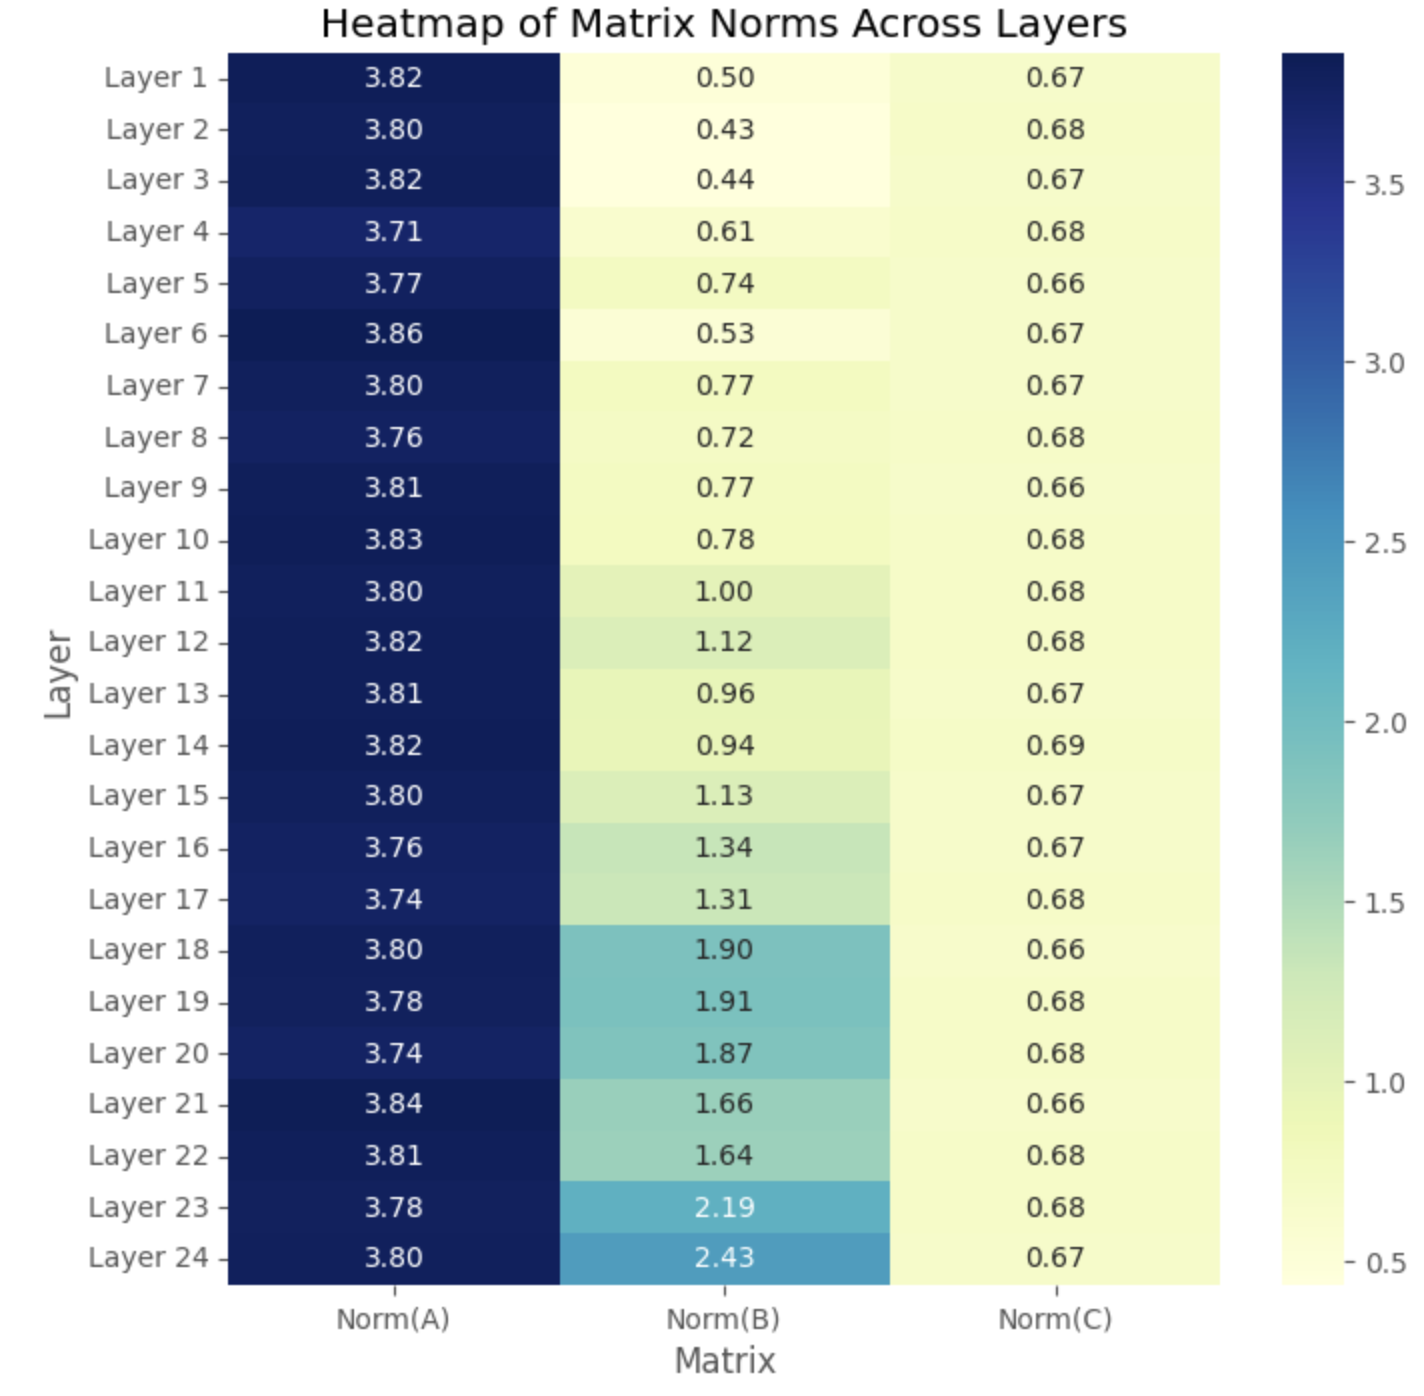 Heatmap of Matrix Norms Across Layers
Layer 1 3.82 0.50 0.67
Layer 2 3.80 0.43 0.68
Layer 3 3.82 0.44 0.67
Layer 4 3.71 0.61 0.68
Layer 5 3.77 0.74 0.66
Layer 6 3.86 0.53 0.67
Layer 7 3.80 0.77 0.67
Layer 8 3.76 0.72 0.68
Layer 9 3.81 0.77 0.66
Layer 10 3.83 0.78 0.68
Layer 11 3.80 1.00 0.68
Layer 12 3.82 1.12 0.68
Layer 13 3.81 0.96 0.67
Layer 14 3.82 0.94 0.69
Layer 15 3.80 1.13 0.67
Layer 16 3.76 1.34 0.67
Layer 17 3.74 1.31 0.68
Layer 18 3.80 1.90 0.66
Layer 19 3.78 1.91 0.68
Layer 20 3.74 1.87 0.68
Layer 21 3.84 1.66 0.66
Layer 22 3.81 1.64 0.68
Layer 23 3.78 2.19 0.68
Layer 24 3.80 2.43 0.67
Norm(A) Norm(B) Norm(C)
Matrix
Layer
3.5
3.0
2.5
2.0
1.5
1.0
0.5